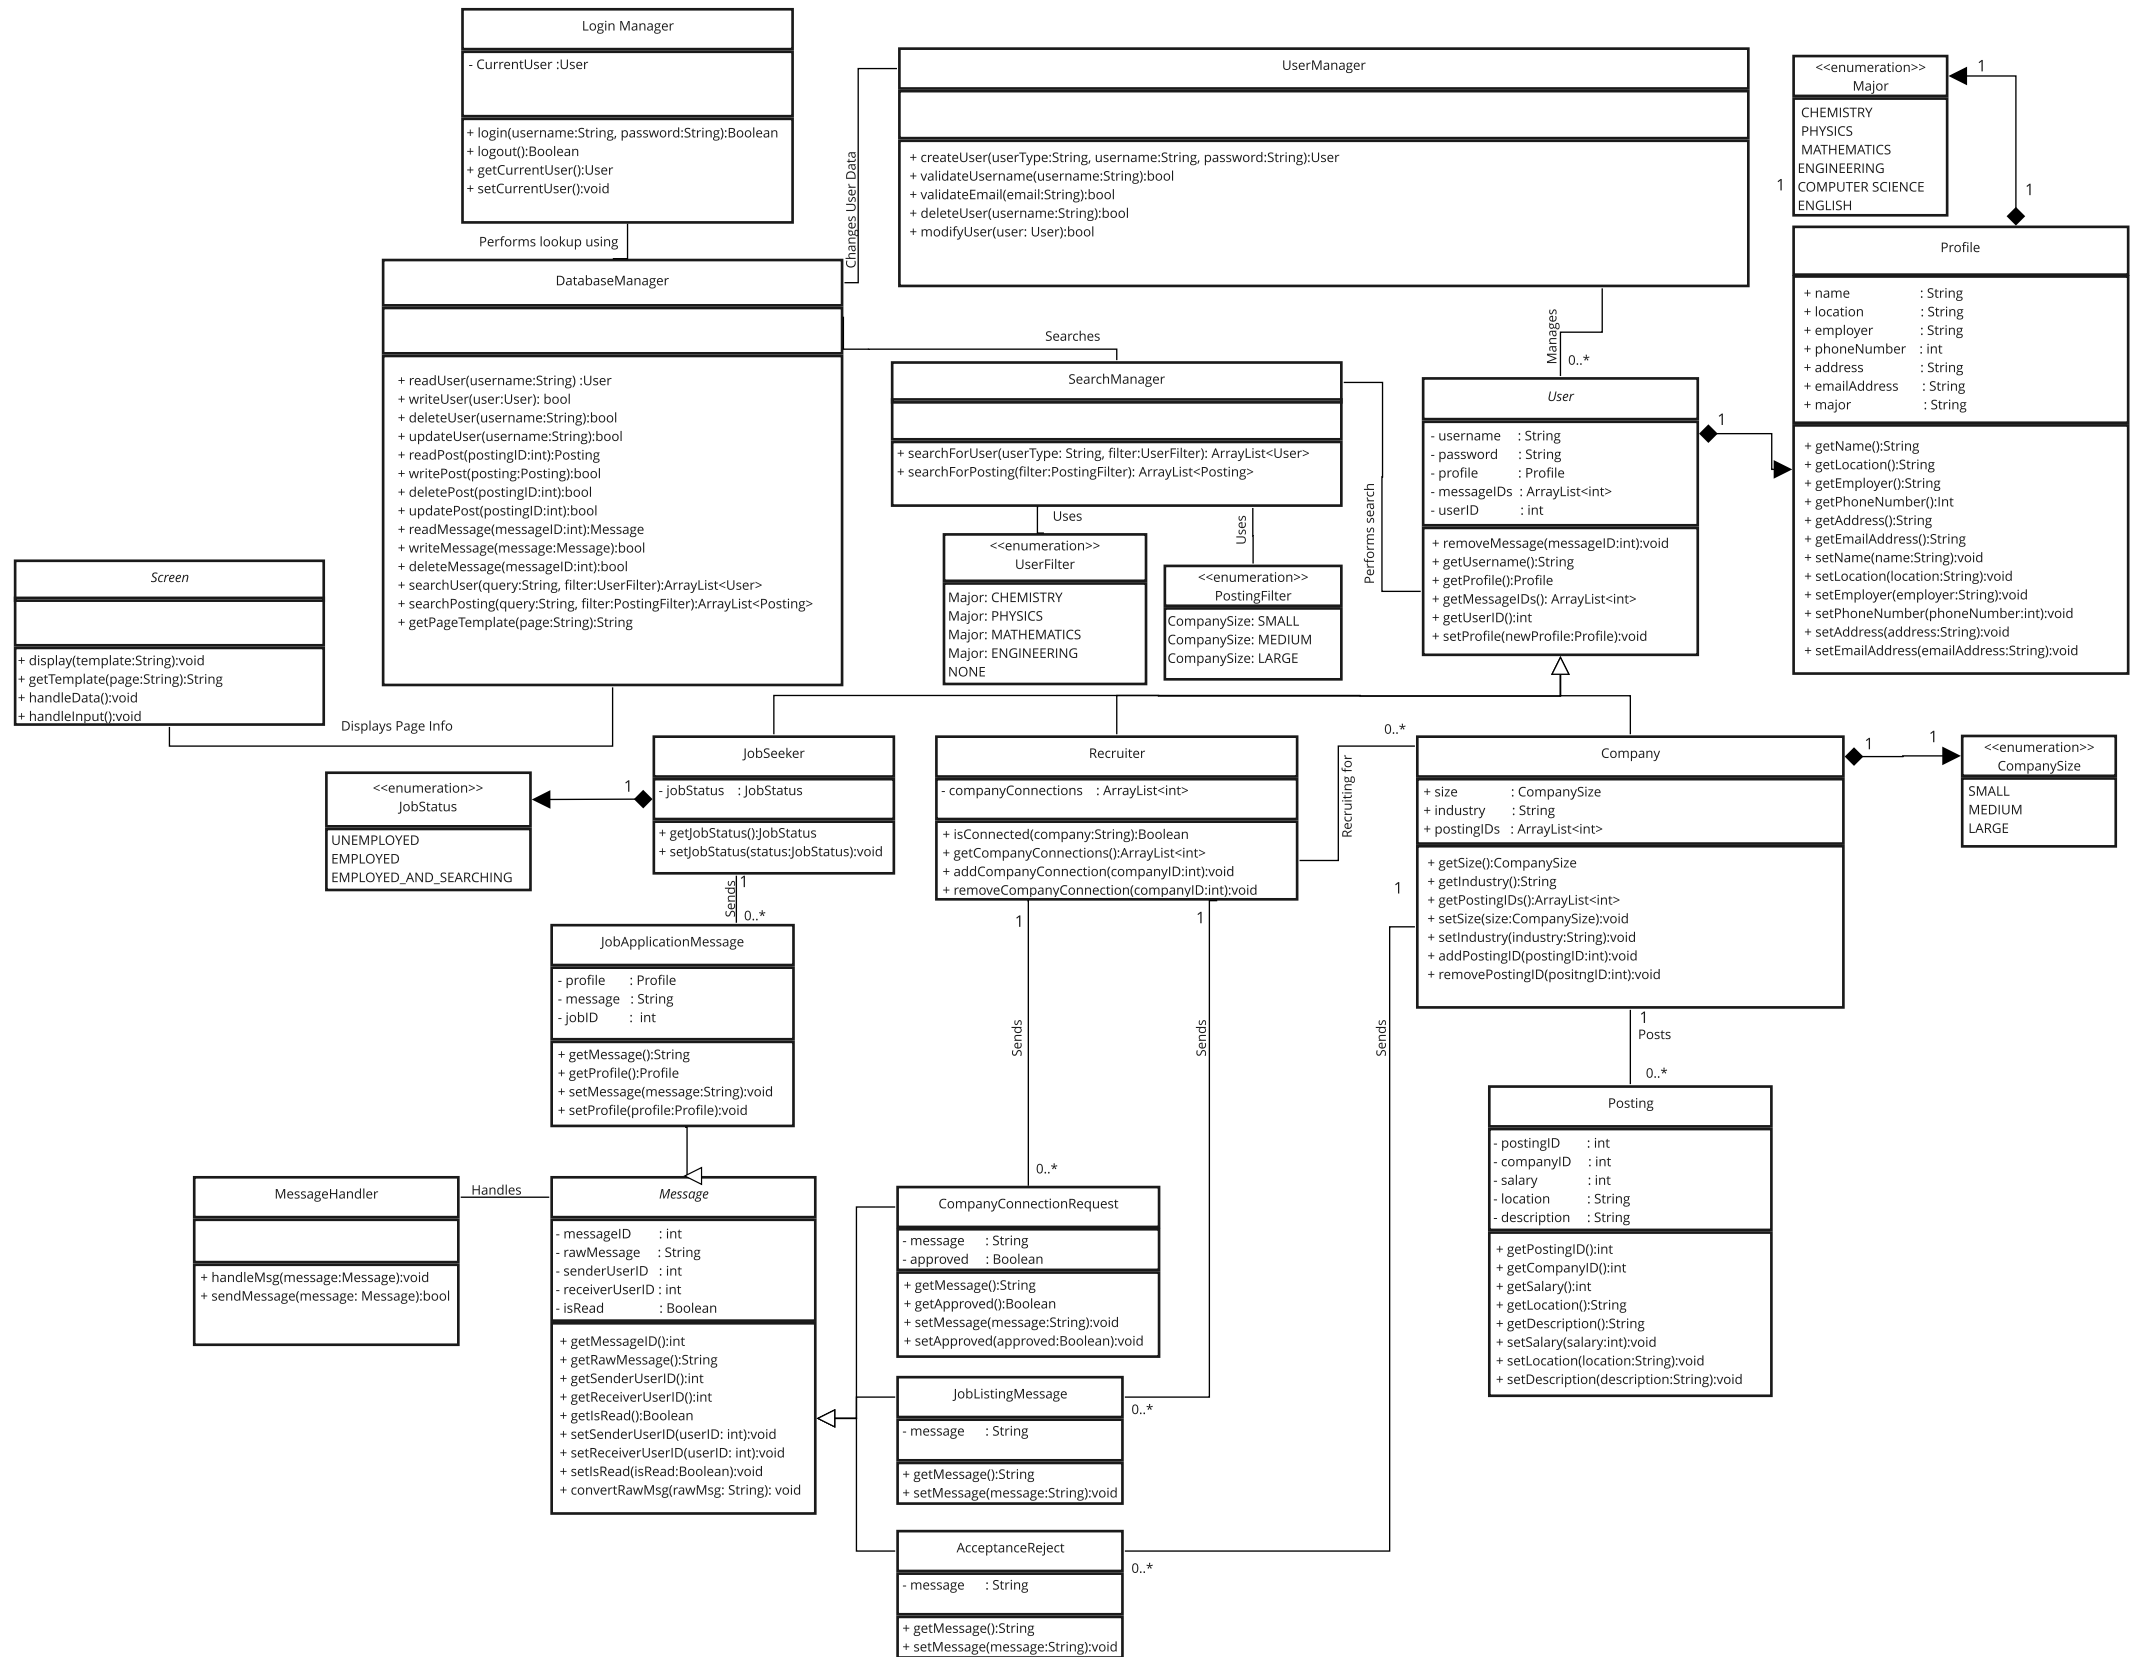 Login Manager
- CurrentUser :User
+ login(username:String, password:String):Boolean
+ logout():Boolean
+ getCurrentUser():User
+ setCurrentUser():void
Performs lookup using
Changes User Data
UserManager
+ createUser(userType:String, username:String, password:String):User
+ validateUsername(username:String):bool
+ validateEmail(email:String):bool
+ deleteUser(username:String):bool
+ modifyUser(user: User):bool
<<enumeration>>
Major
CHEMISTRY
PHYSICS
MATHEMATICS
ENGINEERING
COMPUTER SCIENCE
ENGLISH
1
1
1
Profile
+ name : String
+ location : String
+ employer : String
+ phoneNumber : int
+ address : String
+ emailAddress : String
+ major : String
+ getName():String
+ getLocation():String
+ getEmployer():String
+ getPhoneNumber():Int
+ getAddress():String
+ getEmailAddress():String
+ setName(name:String):void
+ setLocation(location:String):void
+ setEmployer(employer:String):void
+ setPhoneNumber(phoneNumber:int):void
+ setAddress(address:String):void
+ setEmailAddress(emailAddress:String):void
DatabaseManager
+ readUser(username:String) :User
+ writeUser(user:User): bool
+ deleteUser(username:String):bool
+ updateUser(username:String):bool
+ readPost(postingID:int):Posting
+ writePost(posting:Posting):bool
+ deletePost(postingID:int):bool
+ updatePost(postingID:int):bool
+ readMessage(messageID:int):Message
+ writeMessage(message:Message):bool
+ deleteMessage(messageID:int):bool
+ searchUser(query:String, filter:UserFilter):ArrayList<User>
+ searchPosting(query:String, filter:PostingFilter):ArrayList<Posting>
+ getPageTemplate(page:String):String
Searches
SearchManager
+ searchForUser(userType: String, filter:UserFilter): ArrayList<User>
+ searchForPosting(filter:PostingFilter): ArrayList<Posting>
Uses
Uses
Performs search
<<enumeration>>
UserFilter
Major: CHEMISTRY
Major: PHYSICS
Major: MATHEMATICS
Major: ENGINEERING
NONE
<<enumeration>>
PostingFilter
CompanySize: SMALL
CompanySize: MEDIUM
CompanySize: LARGE
Manages
0..*
User
- username : String
- password : String
- profile : Profile
- messageIDs : ArrayList<int>
- userID : int
+ removeMessage(messageID:int):void
+ getUsername():String
+ getProfile():Profile
+ getMessageIDs(): ArrayList<int>
+ getUserID():int
+ setProfile(newProfile:Profile):void
1
Screen
+ display(template:String):void
+ getTemplate(page:String):String
+ handleData():void
+ handleInput():void
Displays Page Info
<<enumeration>>
JobStatus
UNEMPLOYED
EMPLOYED
EMPLOYED_AND_SEARCHING
1
JobSeeker
- jobStatus : JobStatus
+ getJobStatus():JobStatus
+ setJobStatus(status:JobStatus):void
Sends
1
0..*
Recruiter
- companyConnections : ArrayList<int>
+ isConnected(company:String):Boolean
+ getCompanyConnections():ArrayList<int>
+ addCompanyConnection(companyID:int):void
+ removeCompanyConnection(companyID:int):void
0..*
Recruiting for
Company
+ size : CompanySize
+ industry : String
+ postingIDs : ArrayList<int>
+ getSize():CompanySize
+ getIndustry():String
+ getPostingIDs():ArrayList<int>
+ setSize(size:CompanySize):void
+ setIndustry(industry:String):void
+ addPostingID(postingID:int):void
+ removePostingID(positngID:int):void
1
1
1
<<enumeration>>
CompanySize
SMALL
MEDIUM
LARGE
JobApplicationMessage
- profile : Profile
- message : String
- jobID : int
+ getMessage():String
+ getProfile():Profile
+ setMessage(message:String):void
+ setProfile(profile:Profile):void
1
Sends
0..*
1
Sends
Sends
1
Posts
0..*
Posting
- postingID : int
- companyID : int
- salary : int
- location : String
- description : String
+ getPostingID():int
+ getCompanyID():int
+ getSalary():int
+ getLocation():String
+ getDescription():String
+ setSalary(salary:int):void
+ setLocation(location:String):void
+ setDescription(description:String):void
MessageHandler
+ handleMsg(message:Message):void
+ sendMessage(message: Message):bool
Handles
Message
- messageID : int
- rawMessage : String
- senderUserID : int
- receiverUserID : int
- isRead : Boolean
+ getMessageID():int
+ getRawMessage():String
+ getSenderUserID():int
+ getReceiverUserID():int
+ getIsRead():Boolean
+ setSenderUserID(userID: int):void
+ setReceiverUserID(userID: int):void
+ setIsRead(isRead:Boolean):void
+ convertRawMsg(rawMsg: String): void
CompanyConnectionRequest
- message : String
- approved : Boolean
+ getMessage():String
+ getApproved():Boolean
+ setMessage(message:String):void
+ setApproved(approved:Boolean):void
JobListingMessage
- message : String
+ getMessage():String
+ setMessage(message:String):void
0..*
AcceptanceReject
- message : String
+ getMessage():String
+ setMessage(message:String):void
0..*